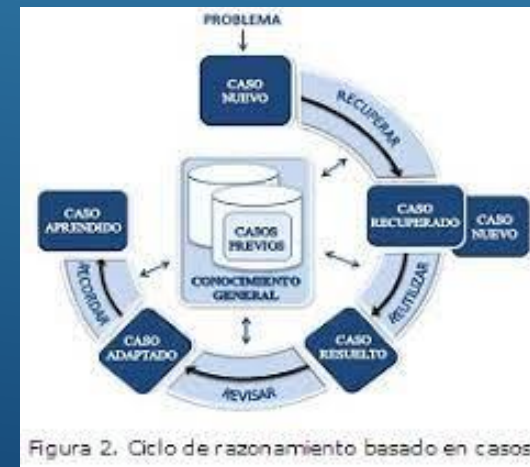 PROBLEMA
CASO
NUEVO
RECUPERAR
CASO
RECUPERADO
CASO
NUEVO
REUTILIZAR
CASO
RESUELTO
REVISAR
CASO
ADAPTADO
RECORDAR
CASO
APRENDIDO
CASOS
PREVIOS
CONOCIMIENTO
GENERAL
Figura 2. Ciclo de razonamiento basado en casos